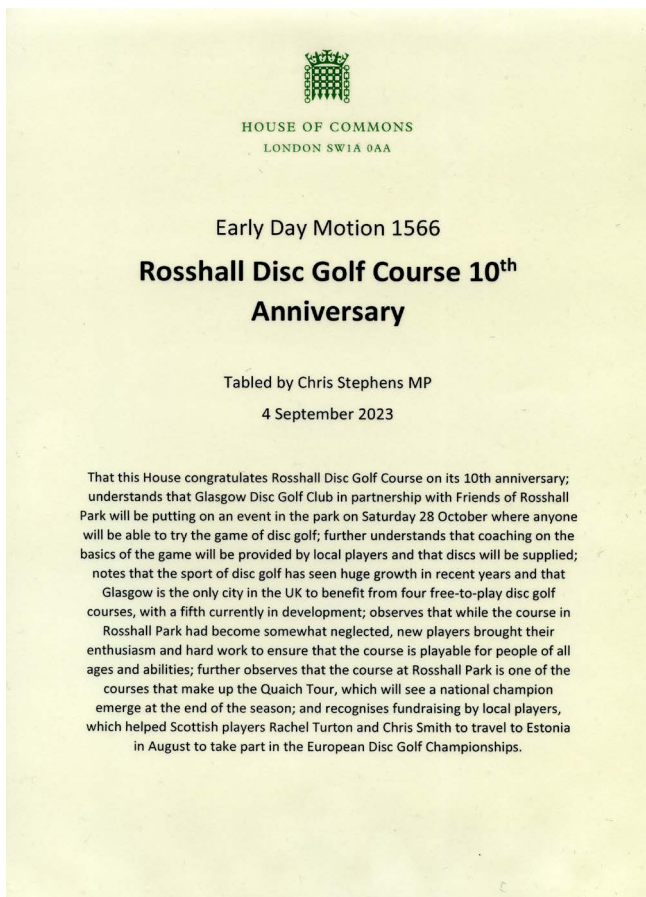 HOUSE OF COMMONS
LONDON SW1A 0AA
Early Day Motion 1566
Rosshall Disc Golf Course 10th
Anniversary
Tabled by Chris Stephens MP
4 September 2023
That this House congratulates Rosshall Disc Golf Course on its 10th anniversary;
understands that Glasgow Disc Golf Club in partnership with Friends of Rosshall
Park will be putting on an event in the park on Saturday 28 October where anyone
will be able to try the game of disc golf; further understands that coaching on the
basics of the game will be provided by local players and that discs will be supplied;
notes that the sport of disc golf has seen huge growth in recent years and that
Glasgow is the only city in the UK to benefit from four free-to-play disc golf
courses, with a fifth currently in development; observes that while the course in
Rosshall Park had become somewhat neglected, new players brought their
enthusiasm and hard work to ensure that the course is playable for people of all
ages and abilities; further observes that the course at Rosshall Park is one of the
courses that make up the Quaich Tour, which will see a national champion
emerge at the end of the season; and recognises fundraising by local players,
which helped Scottish players Rachel Turton and Chris Smith to travel to Estonia
in August to take part in the European Disc Golf Championships.